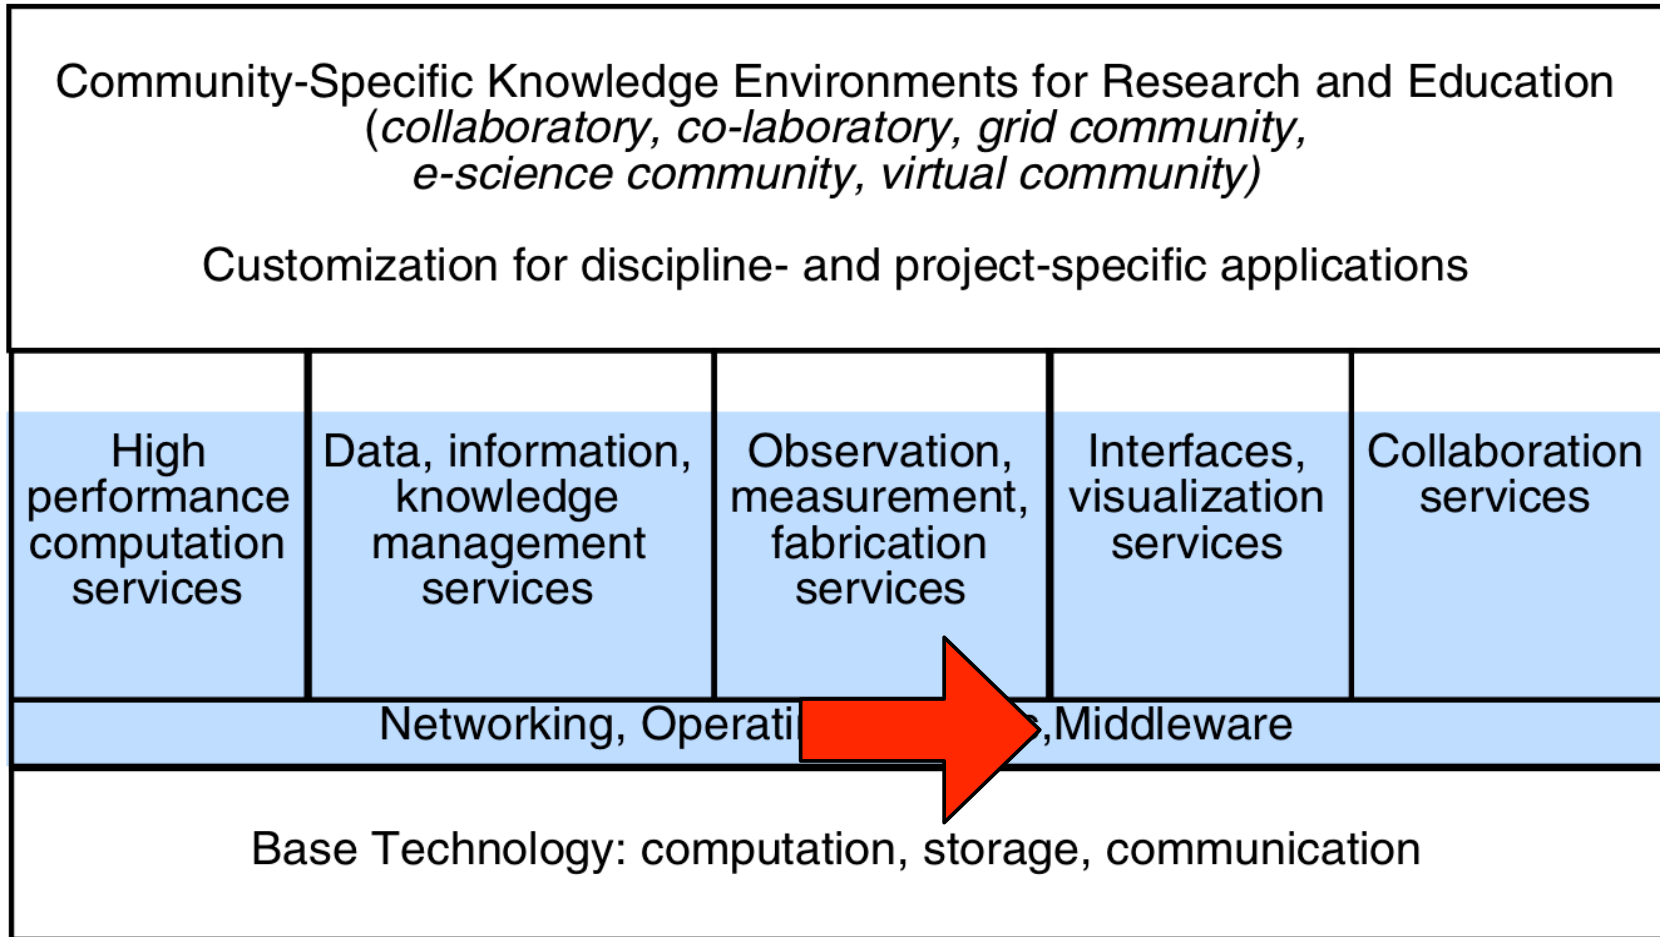 Community-Specific Knowledge Environments for Research and Education
(collaboratory, co-laboratory, grid community,
e-science community, virtual community)
Customization for discipline- and project-specific applications
High
performance
computation
services
Data, information,
knowledge
management
services
Observation,
measurement,
fabrication
services
Interfaces,
visualization
services
Collaboration
services
Networking, ,Middleware
Base Technology: computation, storage, communication